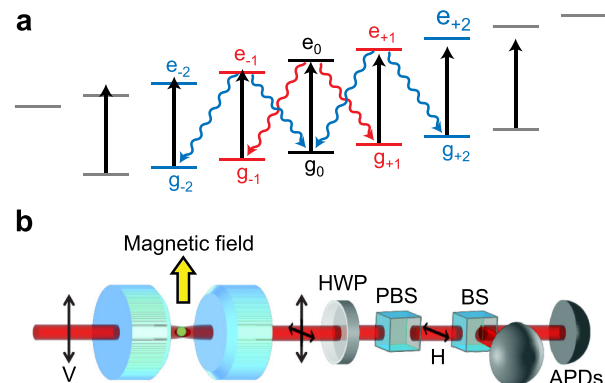 a
e-2 e-1 e0 e+1 e+2
g-2 g-1 g0 g+1 g+2
b
Magnetic field
HWP PBS BS
V H APDs